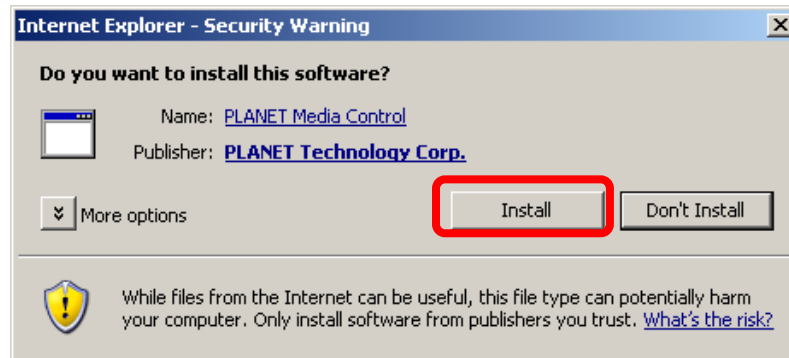 Internet Explorer - Security Warning
Do you want to install this software?
Name: PLANET Media Control
Publisher: PLANET Technology Corp.
More options
Install
Don't Install
While files from the Internet can be useful, this file type can potentially harm
your computer. Only install software from publishers you trust. What's the risk?